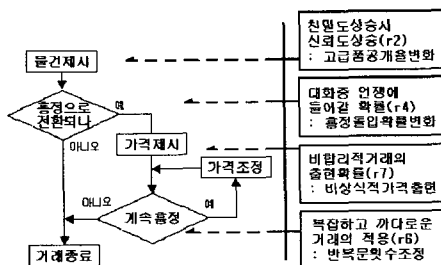 물건제시
흥정으로
전환되나
예
아니오
가격제시
가격조정
아니오
예
계속흥정
거래종료
친밀도상승시
신뢰도상승(r2)
: 고급품공개율변화
대화중 언쟁에
들어갈 확률(r4)
: 흥정돌입확률변화
비합리적거래의
출현확률(r7)
: 비상식적가격출현
복잡하고 까다로운
거래의 적용(r6)
: 반복문횟수조정